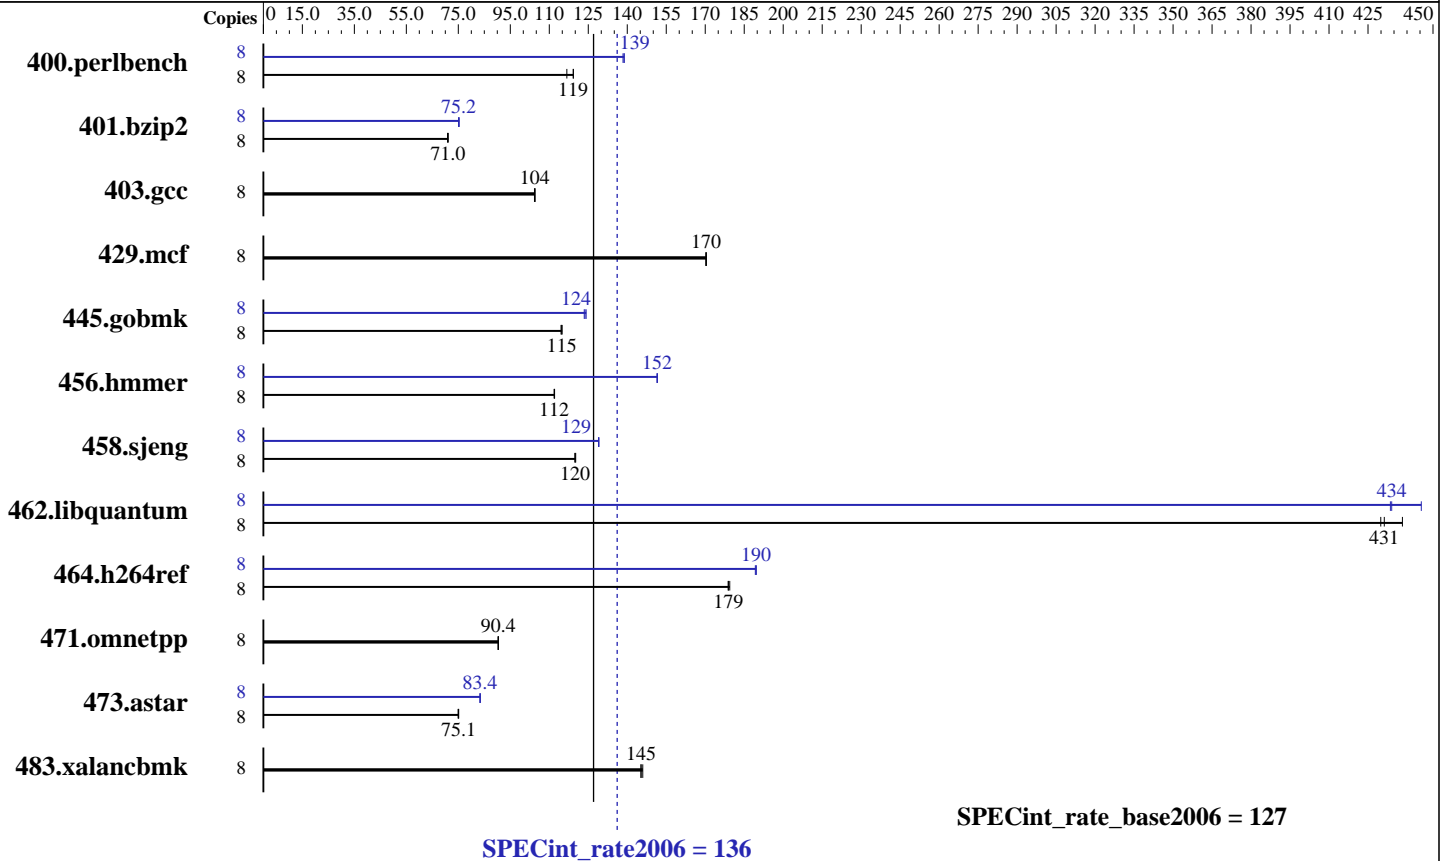 Copies 0 15.0 35.0 55.0 75.0 95.0 110 125 140 155 170 185 200 215 230 245 260 275 290 305 320 335 350 365 380 395 410 425 450
400.perlbench 8 139
8 119
401.bzip2 8 75.2
8 71.0
403.gcc 8 104
429.mcf 8 170
445.gobmk 8 124
8 115
456.hmmer 8 152
8 112
458.sjeng 8 129
8 120
462.libquantum 8 434
8 431
464.h264ref 8 190
8 179
471.omnetpp 8 90.4
473.astar 8 83.4
8 75.1
483.xalancbmk 8 145
SPECint_rate_base2006 = 127
SPECint_rate2006 = 136